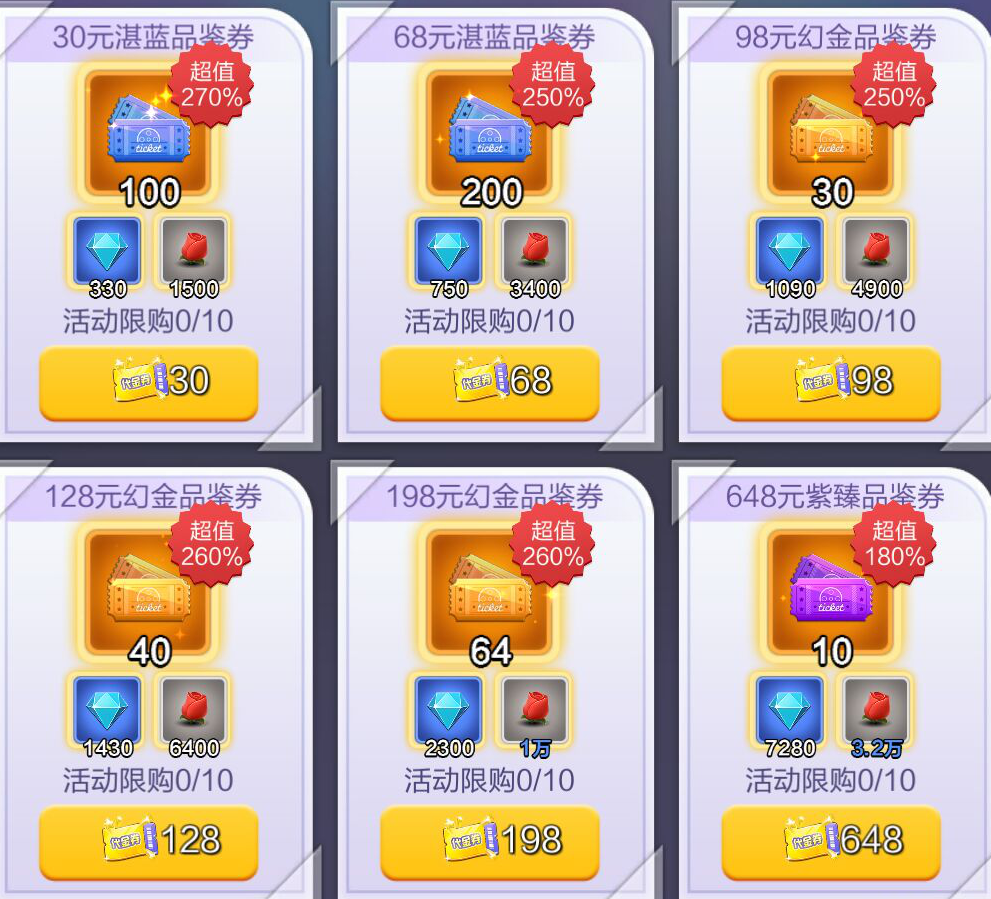 30元湛蓝品鉴券
超值
270%
ticket
100
330
1500
活动限购0/10
代金券
30
68元湛蓝品鉴券
超值
250%
ticket
200
750
3400
活动限购0/10
代金券
68
98元幻金品鉴券
超值
250%
ticket
30
1090
4900
活动限购0/10
代金券
98
128元幻金品鉴券
超值
260%
ticket
40
1430
6400
活动限购0/10
代金券
128
198元幻金品鉴券
超值
260%
ticket
64
2300
1万
活动限购0/10
代金券
198
648元紫臻品鉴券
超值
180%
ticket
10
7280
3.2万
活动限购0/10
代金券
648